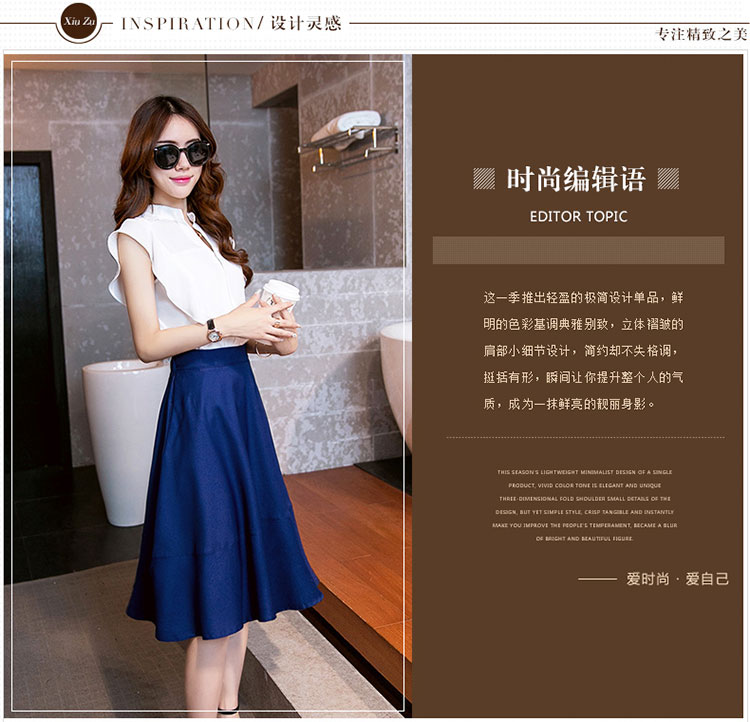 Xiu Zu
INSPIRATION/设计灵感
专注精致之美
时尚编辑语
EDITOR TOPIC
这一季推出轻盈的极简设计单品，鲜
明的色彩基调典雅别致，立体褶皱的
肩部小细节设计，简约却不失格调，
挺括有形，瞬间让你提升整个人的气
质，成为一抹鲜亮的靓丽身影。
THIS SEASON'S LIGHTWEIGHT MINIMALIST DESIGN OF A SINGLE
PRODUCT, VIVID COLOR TONE IS ELEGANT AND UNIQUE
THREE-DIMENSIONAL FOLD SHOULDER SMALL DETAILS OF THE
DESIGN, BUT YET SIMPLE STYLE, CRISP TANGIBLE AND INSTANTLY
MAKE YOU IMPROVE THE PEOPLE'S TEMPERAMENT, BECAME A BLUR
OF BRIGHT AND BEAUTIFUL FIGURE.
—— 爱时尚 · 爱自己